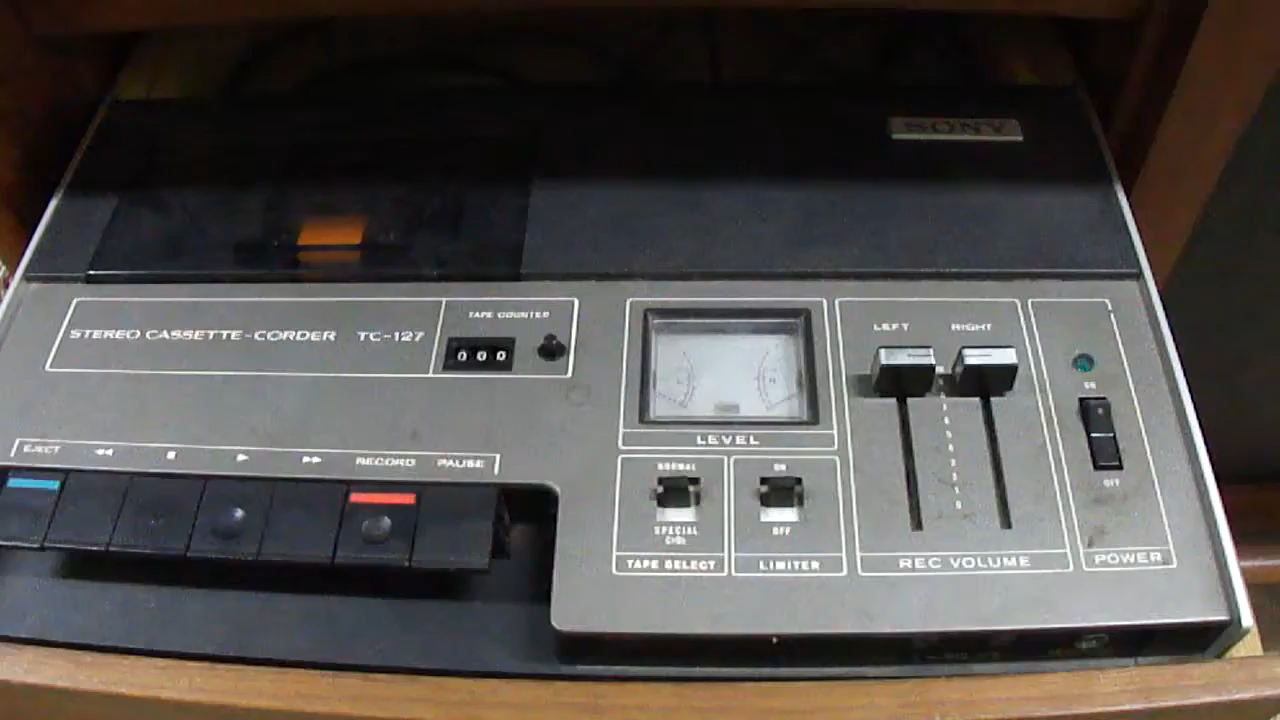 SONY
STEREO CASSETTE-CORDER TC-127
TAPE COUNTER
000
LEFT RIGHT
ON
OFF
LEVEL
EJECT ◀◀ ■ ▶ ▶▶ RECORD PAUSE
NORMAL
SPECIAL
CrO₂
TAPE SELECT
ON
OFF
LIMITER
REC VOLUME
POWER